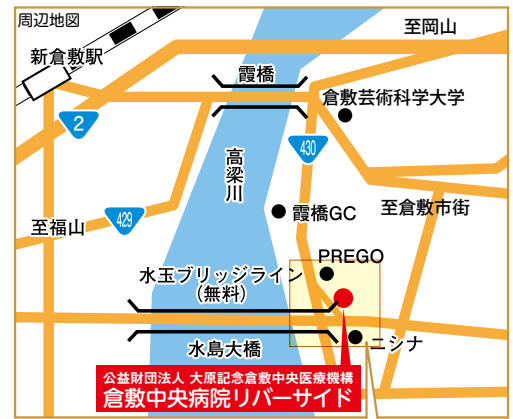 周辺地図
至岡山
新倉敷駅
霞橋
倉敷芸術科学大学
2
430
高梁川
霞橋GC
至倉敷市街
429
至福山
PREGO
水玉ブリッジライン
(無料)
ニシナ
水島大橋
公益財団法人 大原記念倉敷中央医療機構
倉敷中央病院リバーサイド